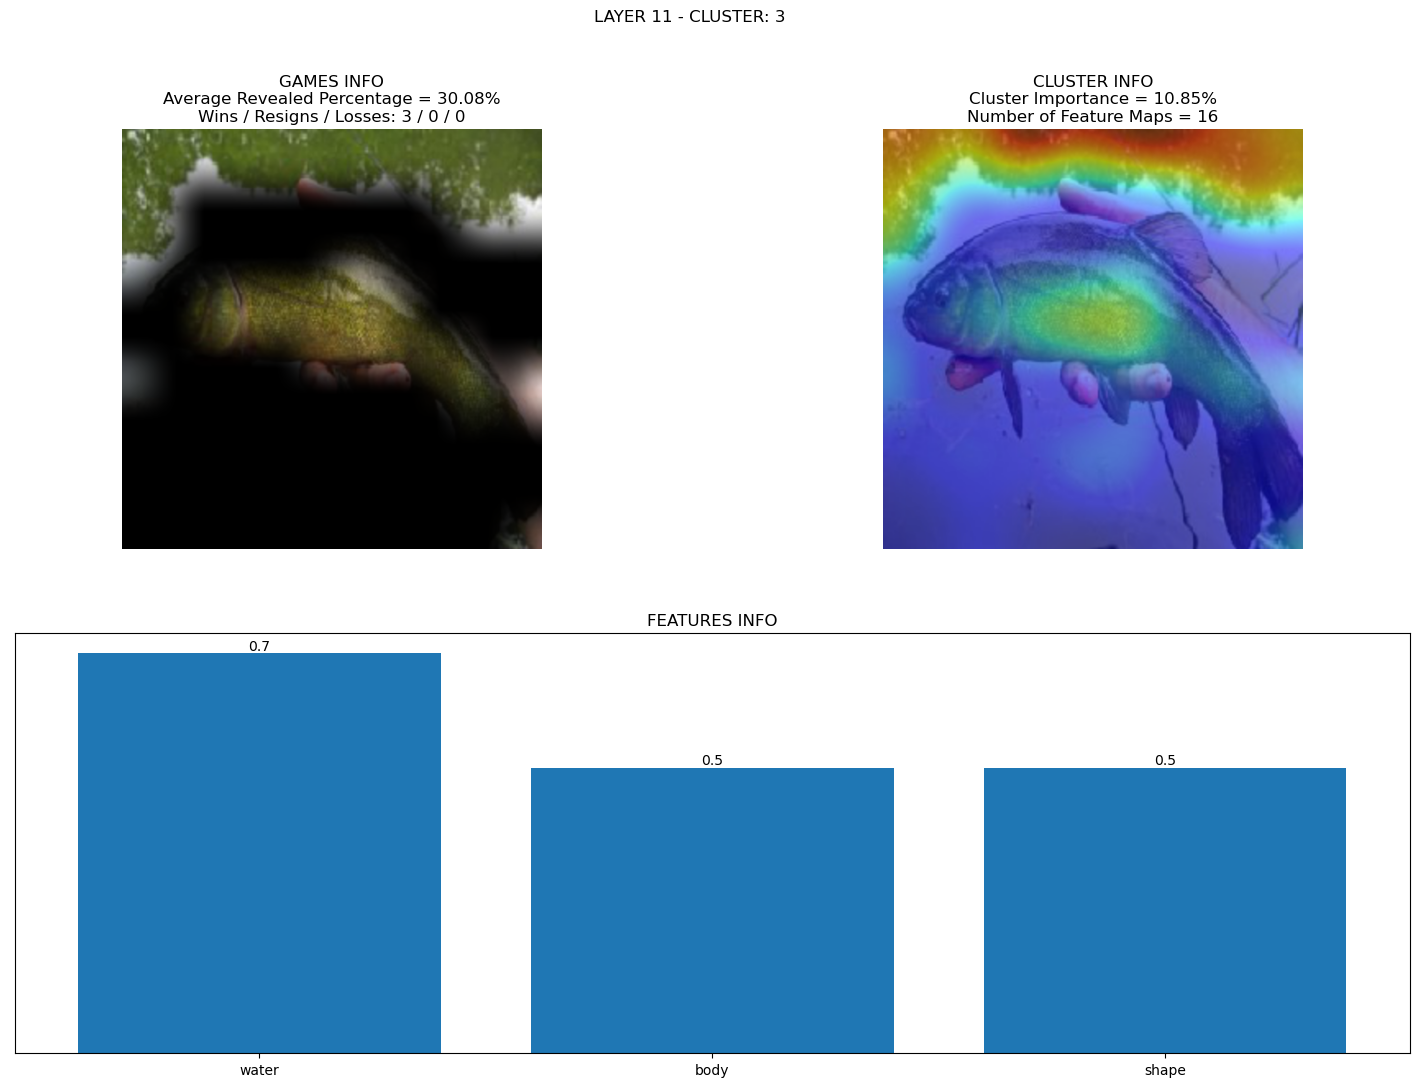 LAYER 11 - CLUSTER: 3
GAMES INFO
Average Revealed Percentage = 30.08%
Wins / Resigns / Losses: 3 / 0 / 0
CLUSTER INFO
Cluster Importance = 10.85%
Number of Feature Maps = 16
FEATURES INFO
0.7
0.5
0.5
water
body
shape